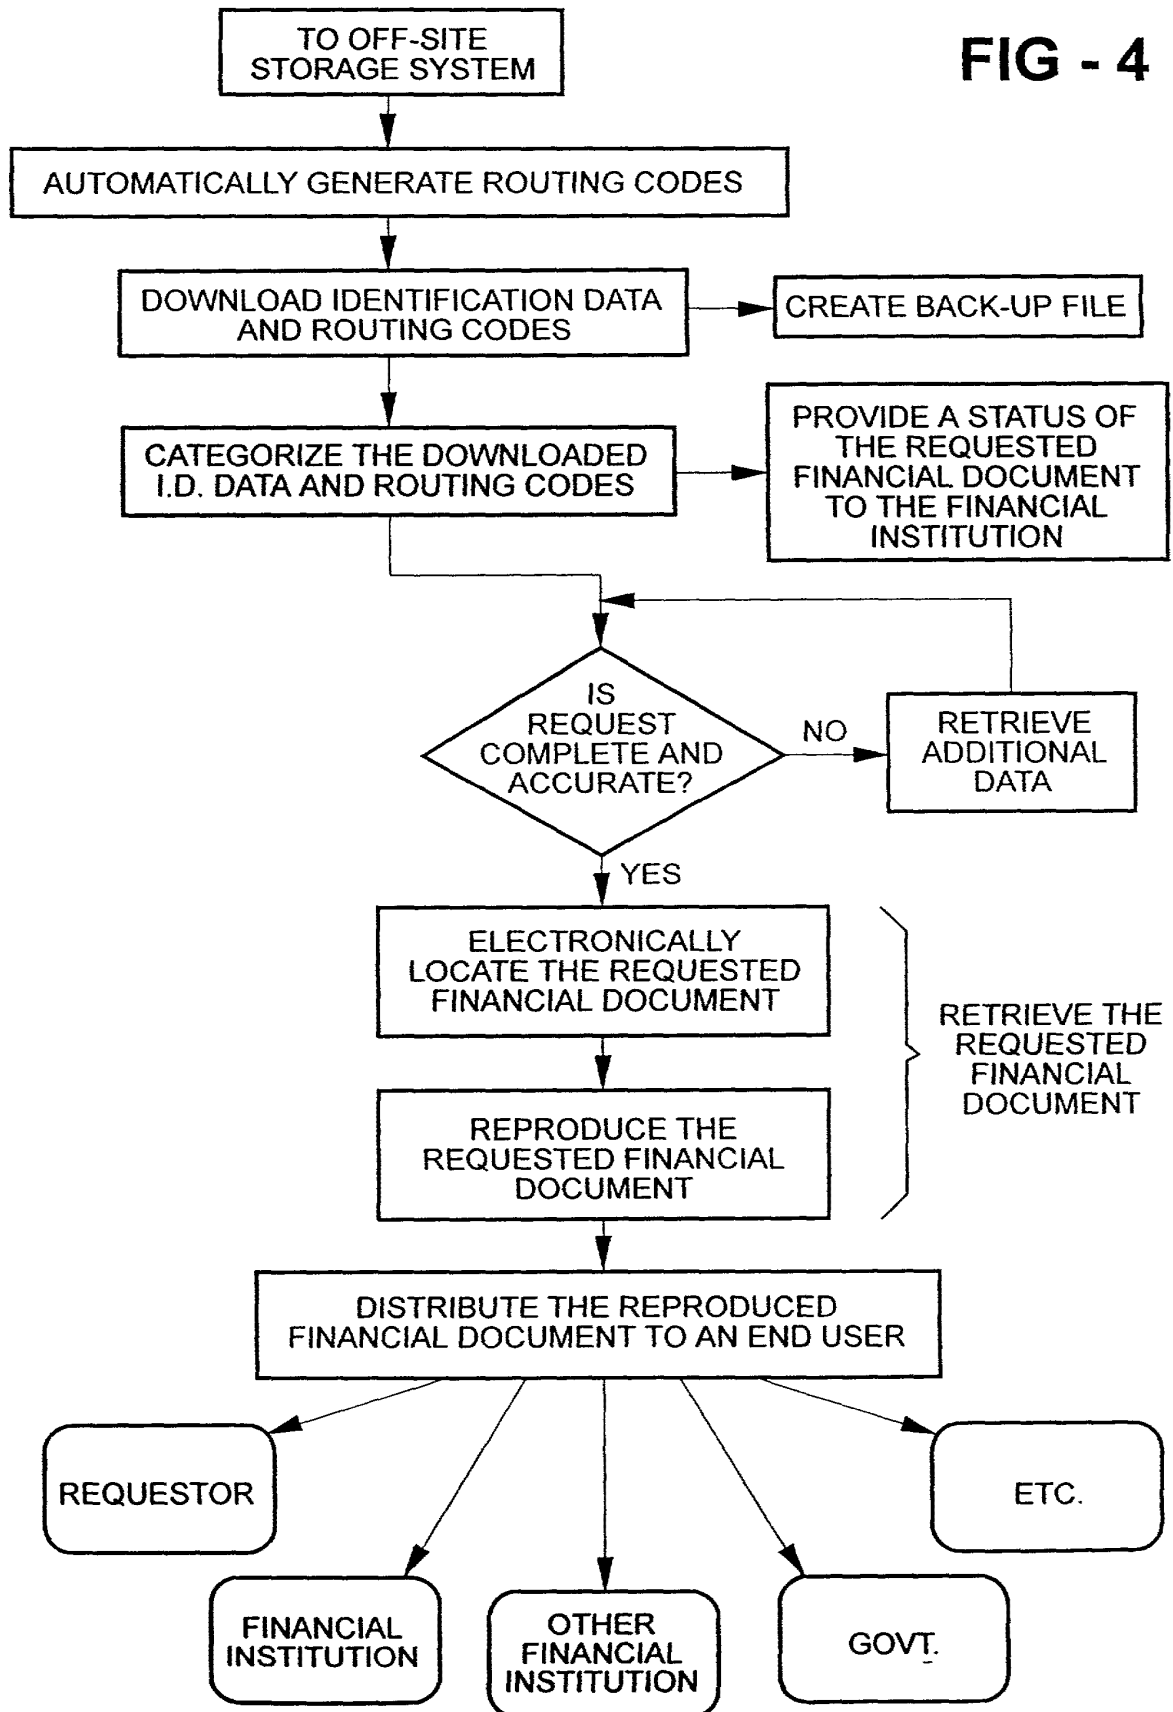 TO OFF-SITE
STORAGE SYSTEM
FIG - 4
AUTOMATICALLY GENERATE ROUTING CODES
DOWNLOAD IDENTIFICATION DATA
AND ROUTING CODES
CREATE BACK-UP FILE
CATEGORIZE THE DOWNLOADED
I.D. DATA AND ROUTING CODES
PROVIDE A STATUS OF
THE REQUESTED
FINANCIAL DOCUMENT
TO THE FINANCIAL
INSTITUTION
IS
REQUEST
COMPLETE AND
ACCURATE?
NO
RETRIEVE
ADDITIONAL
DATA
YES
ELECTRONICALLY
LOCATE THE REQUESTED
FINANCIAL DOCUMENT
REPRODUCE THE
REQUESTED FINANCIAL
DOCUMENT
RETRIEVE THE
REQUESTED
FINANCIAL
DOCUMENT
DISTRIBUTE THE REPRODUCED
FINANCIAL DOCUMENT TO AN END USER
REQUESTOR
FINANCIAL
INSTITUTION
OTHER
FINANCIAL
INSTITUTION
GOVT.
ETC.